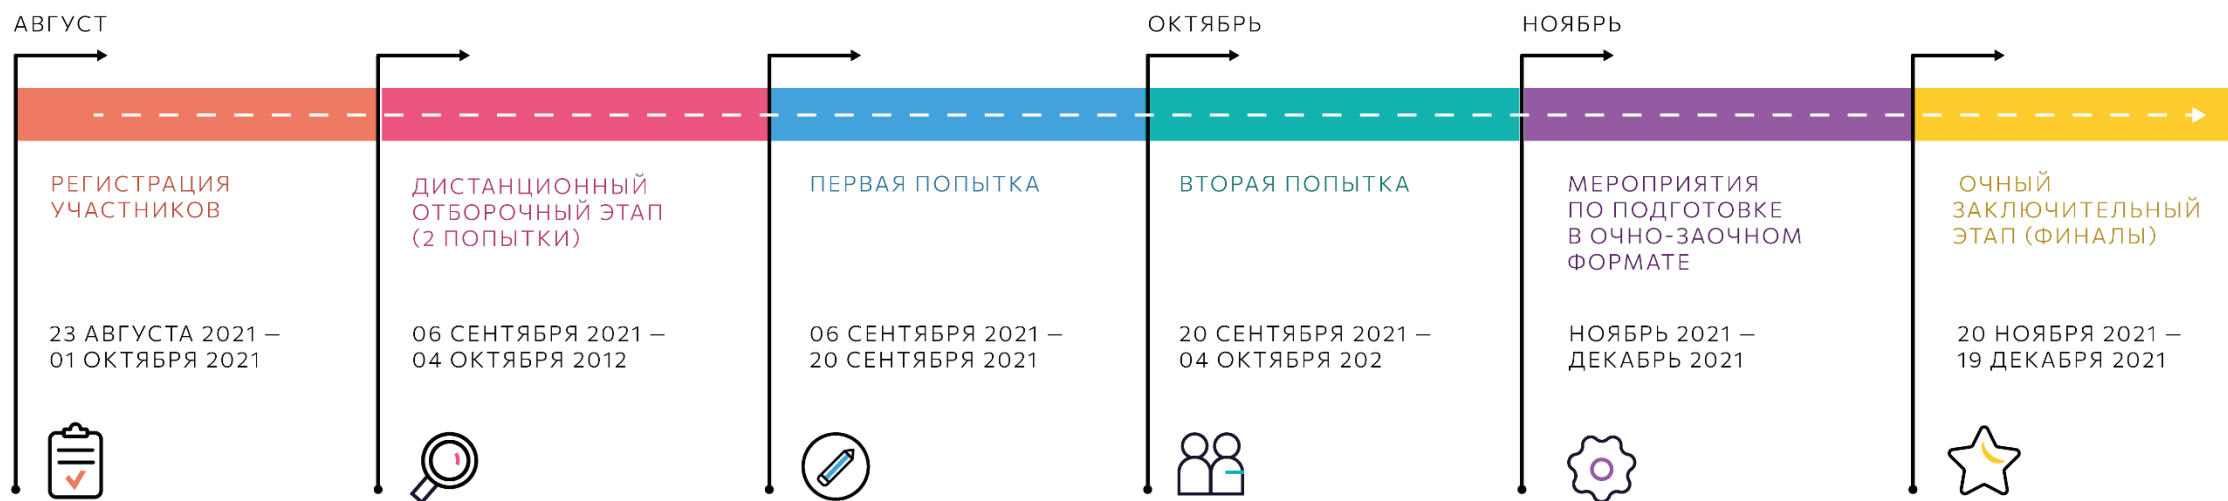 АВГУСТ
ОКТЯБРЬ
НОЯБРЬ
РЕГИСТРАЦИЯ
УЧАСТНИКОВ
23 АВГУСТА 2021 –
01 ОКТЯБРЯ 2021
ДИСТАНЦИОННЫЙ
ОТБОРОЧНЫЙ ЭТАП
(2 ПОПЫТКИ)
06 СЕНТЯБРЯ 2021 –
04 ОКТЯБРЯ 2012
ПЕРВАЯ ПОПЫТКА
06 СЕНТЯБРЯ 2021 –
20 СЕНТЯБРЯ 2021
ВТОРАЯ ПОПЫТКА
20 СЕНТЯБРЯ 2021 –
04 ОКТЯБРЯ 202
МЕРОПРИЯТИЯ
ПО ПОДГОТОВКЕ
В ОЧНО-ЗАОЧНОМ
ФОРМАТЕ
НОЯБРЬ 2021 –
ДЕКАБРЬ 2021
ОЧНЫЙ
ЗАКЛЮЧИТЕЛЬНЫЙ
ЭТАП (ФИНАЛЫ)
20 НОЯБРЯ 2021 –
19 ДЕКАБРЯ 2021